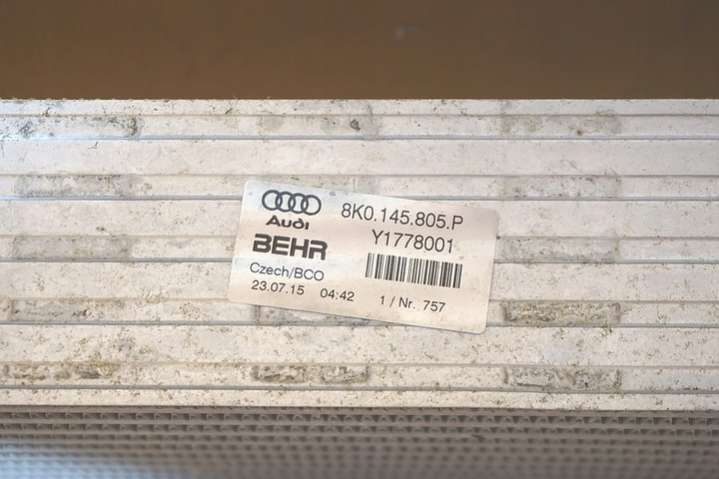 Audi
8K0.145.805.P
BEHR
Y1778001
Czech/BCO
23.07.15 04:42 1 / Nr. 757